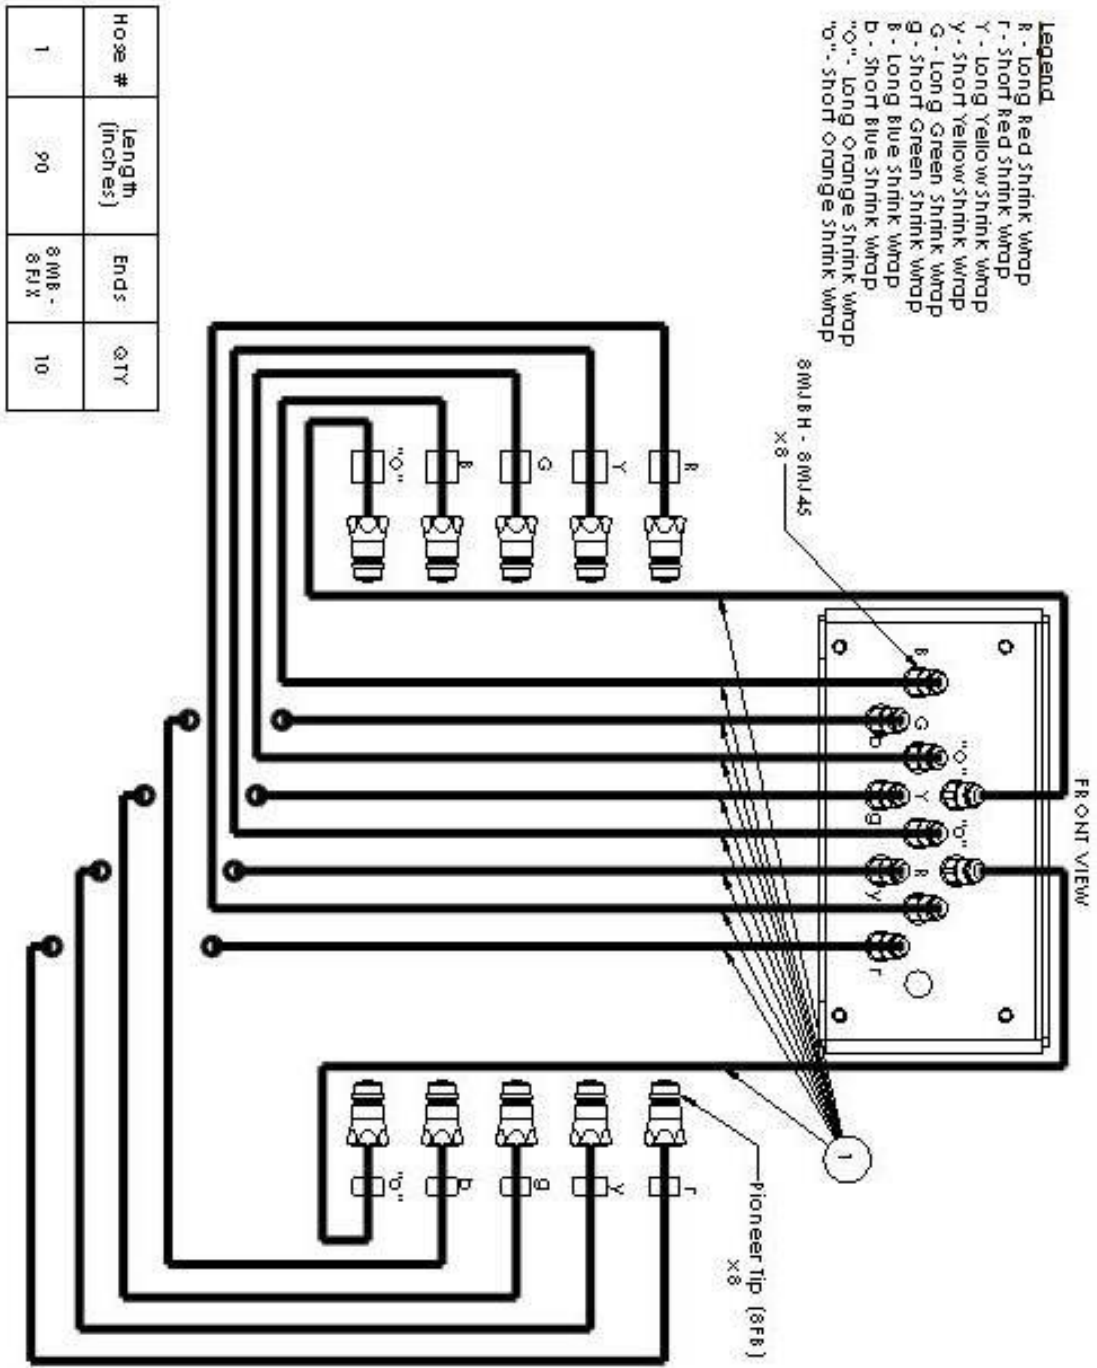 FRONT VIEW
Legend
R - Long Red Shrink Wrap
r - Short Red Shrink Wrap
Y - Long Yellow Shrink Wrap
y - Short Yellow Shrink Wrap
G - Long Green Shrink Wrap
g - Short Green Shrink Wrap
B - Long Blue Shrink Wrap
b - Short Blue Shrink Wrap
"O" - Long Orange Shrink Wrap
"o" - Short Orange Shrink Wrap
8MJBH - 8MJ45
X8
B
G
"O"
Y
"o"
R
b
g
y
r
1
R
Y
G
B
"O"
Pioneer Tip (8FB)
X8
r
Y
g
b
"o"
Hose # Length (inches) Ends QTY
1 90 8MB - 8FJX 10